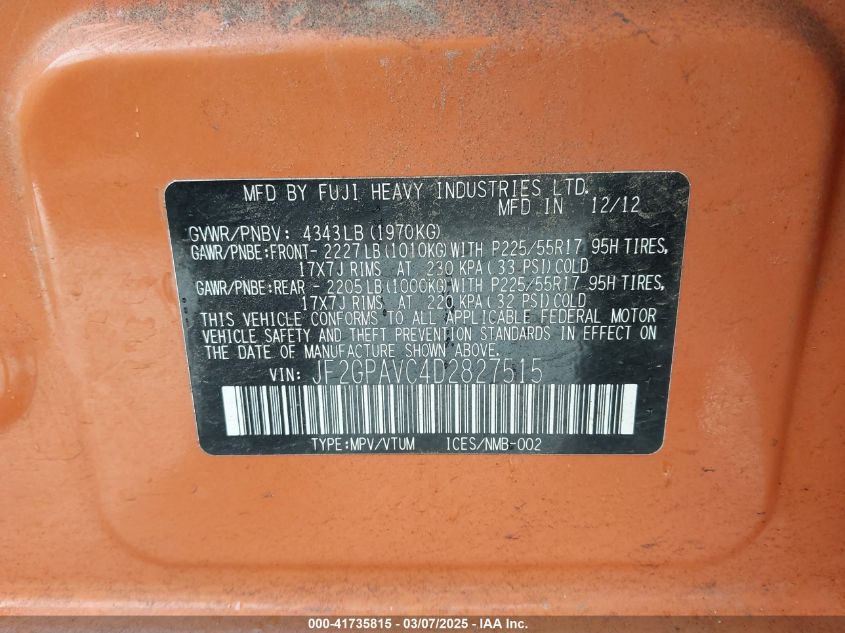 MFD BY FUJI HEAVY INDUSTRIES LTD.
MFD IN 12/12
GVWR/PNBV: 4343LB (1970KG)
GAWR/PNBE:FRONT- 2227LB (1010KG) WITH P225/55R17 95H TIRES,
17X7J RIMS AT 230 KPA ( 33 PSI) COLD
GAWR/PNBE:REAR - 2205LB (1000KG) WITH P225/55R17 95H TIRES,
17X7J RIMS AT 220 KPA ( 32 PSI) COLD
THIS VEHICLE CONFORMS TO ALL APPLICABLE FEDERAL MOTOR
VEHICLE SAFETY AND THEFT PREVENTION STANDARDS IN EFFECT ON
THE DATE OF MANUFACTURE SHOWN ABOVE.
VIN: JF2GPAVC4D2827515
TYPE:MPV/VTUM ICES/NMB-002
000-41735815 - 03/07/2025 - IAA Inc.